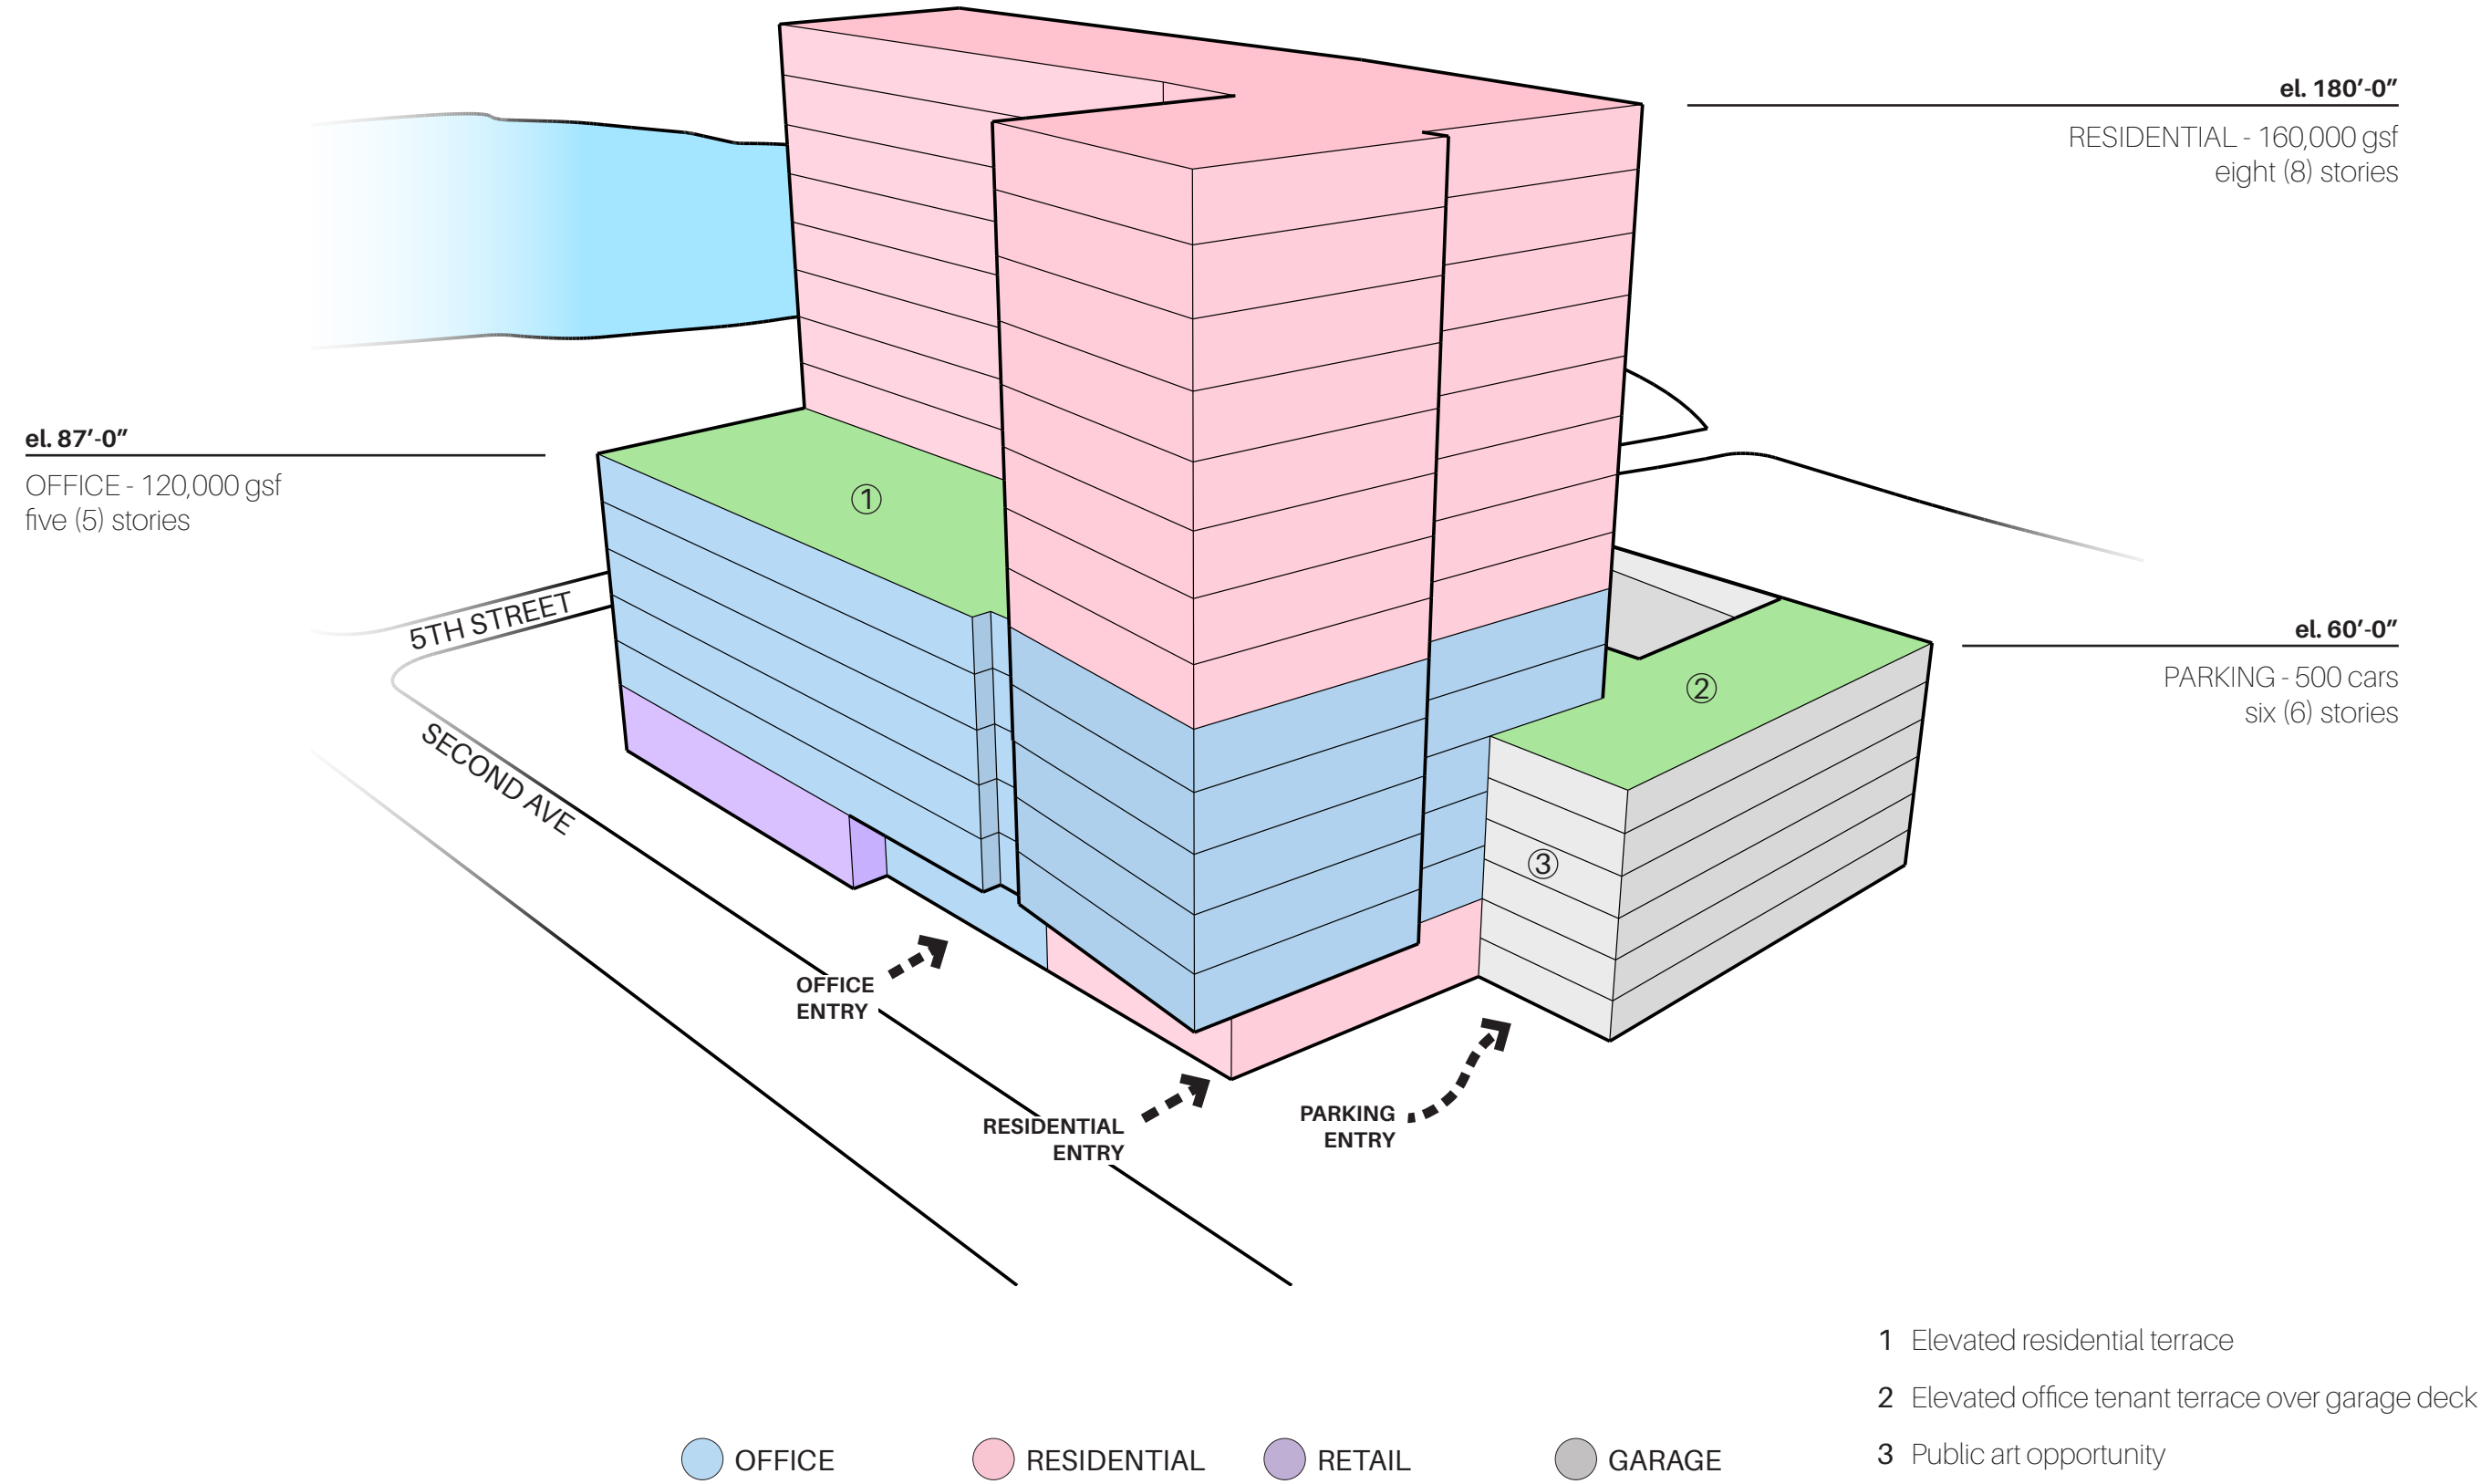 el. 180′-0″
RESIDENTIAL - 160,000 gsf
eight (8) stories
el. 87′-0″
OFFICE - 120,000 gsf
five (5) stories
1
5TH STREET
el. 60′-0″
PARKING - 500 cars
six (6) stories
2
SECOND AVE
3
OFFICE
ENTRY
RESIDENTIAL
ENTRY
PARKING
ENTRY
1 Elevated residential terrace
2 Elevated office tenant terrace over garage deck
3 Public art opportunity
OFFICE
RESIDENTIAL
RETAIL
GARAGE